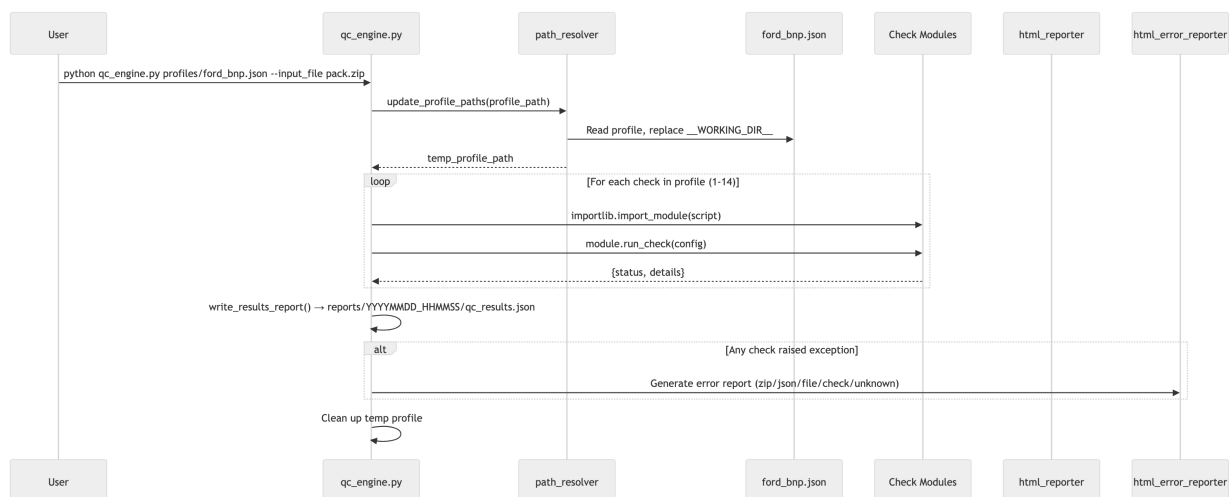 User
qc_engine.py
path_resolver
ford_bnp.json
Check Modules
html_reporter
html_error_reporter
python qc_engine.py profiles/ford_bnp.json --input_file pack.zip
update_profile_paths(profile_path)
Read profile, replace __WORKING_DIR__
temp_profile_path
loop
[For each check in profile (1-14)]
importlib.import_module(script)
module.run_check(config)
{status, details}
write_results_report() → reports/YYYYMMDD_HHMMSS/qc_results.json
alt
[Any check raised exception]
Generate error report (zip/json/file/check/unknown)
Clean up temp profile
User
qc_engine.py
path_resolver
ford_bnp.json
Check Modules
html_reporter
html_error_reporter